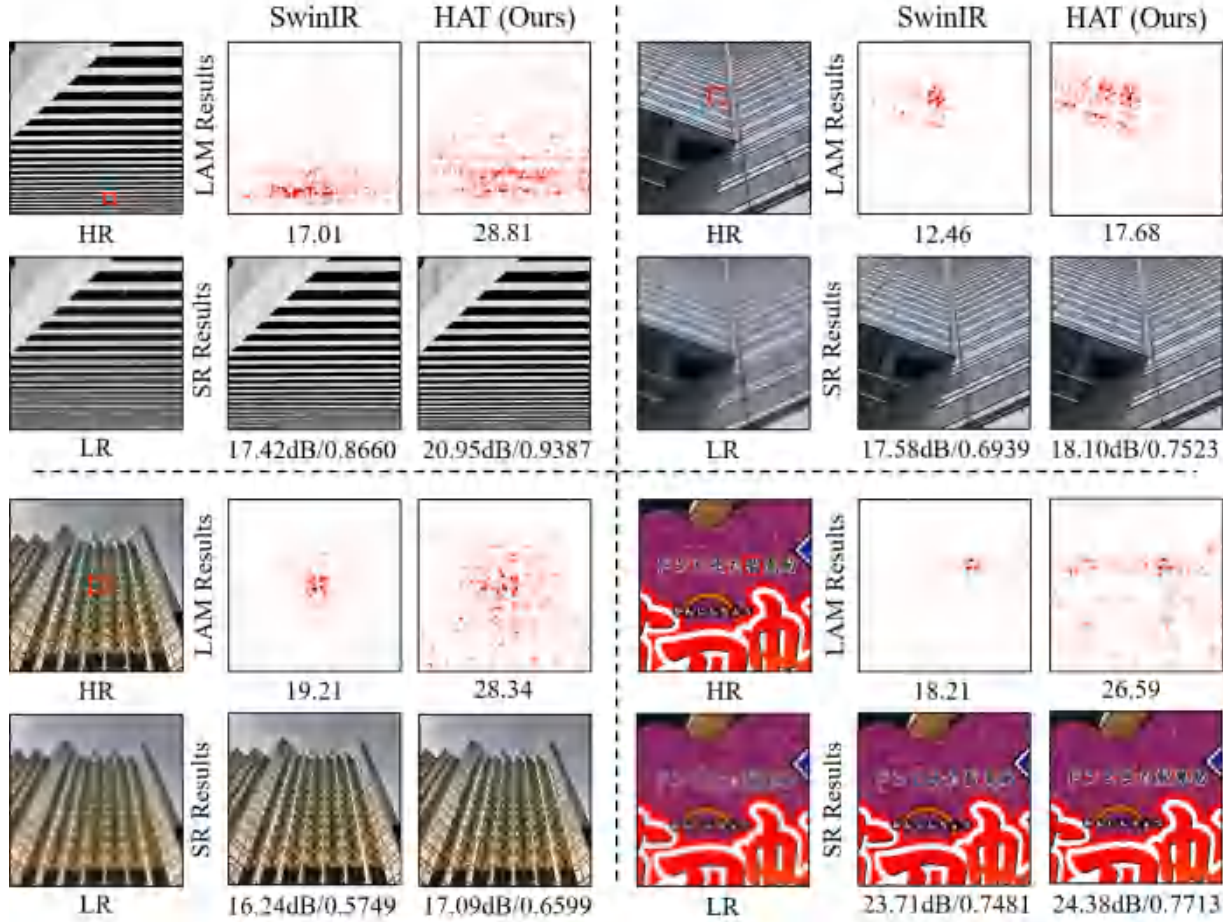 SwinIR HAT (Ours) SwinIR HAT (Ours)
LAM Results
LAM Results
HR 17.01 28.81
HR 12.46 17.68
SR Results
SR Results
LR 17.42dB/0.8660 20.95dB/0.9387
LR 17.58dB/0.6939 18.10dB/0.7523
LAM Results
LAM Results
HR 19.21 28.34
HR 18.21 26.59
SR Results
SR Results
LR 16.24dB/0.5749 17.09dB/0.6599
LR 23.71dB/0.7481 24.38dB/0.7713